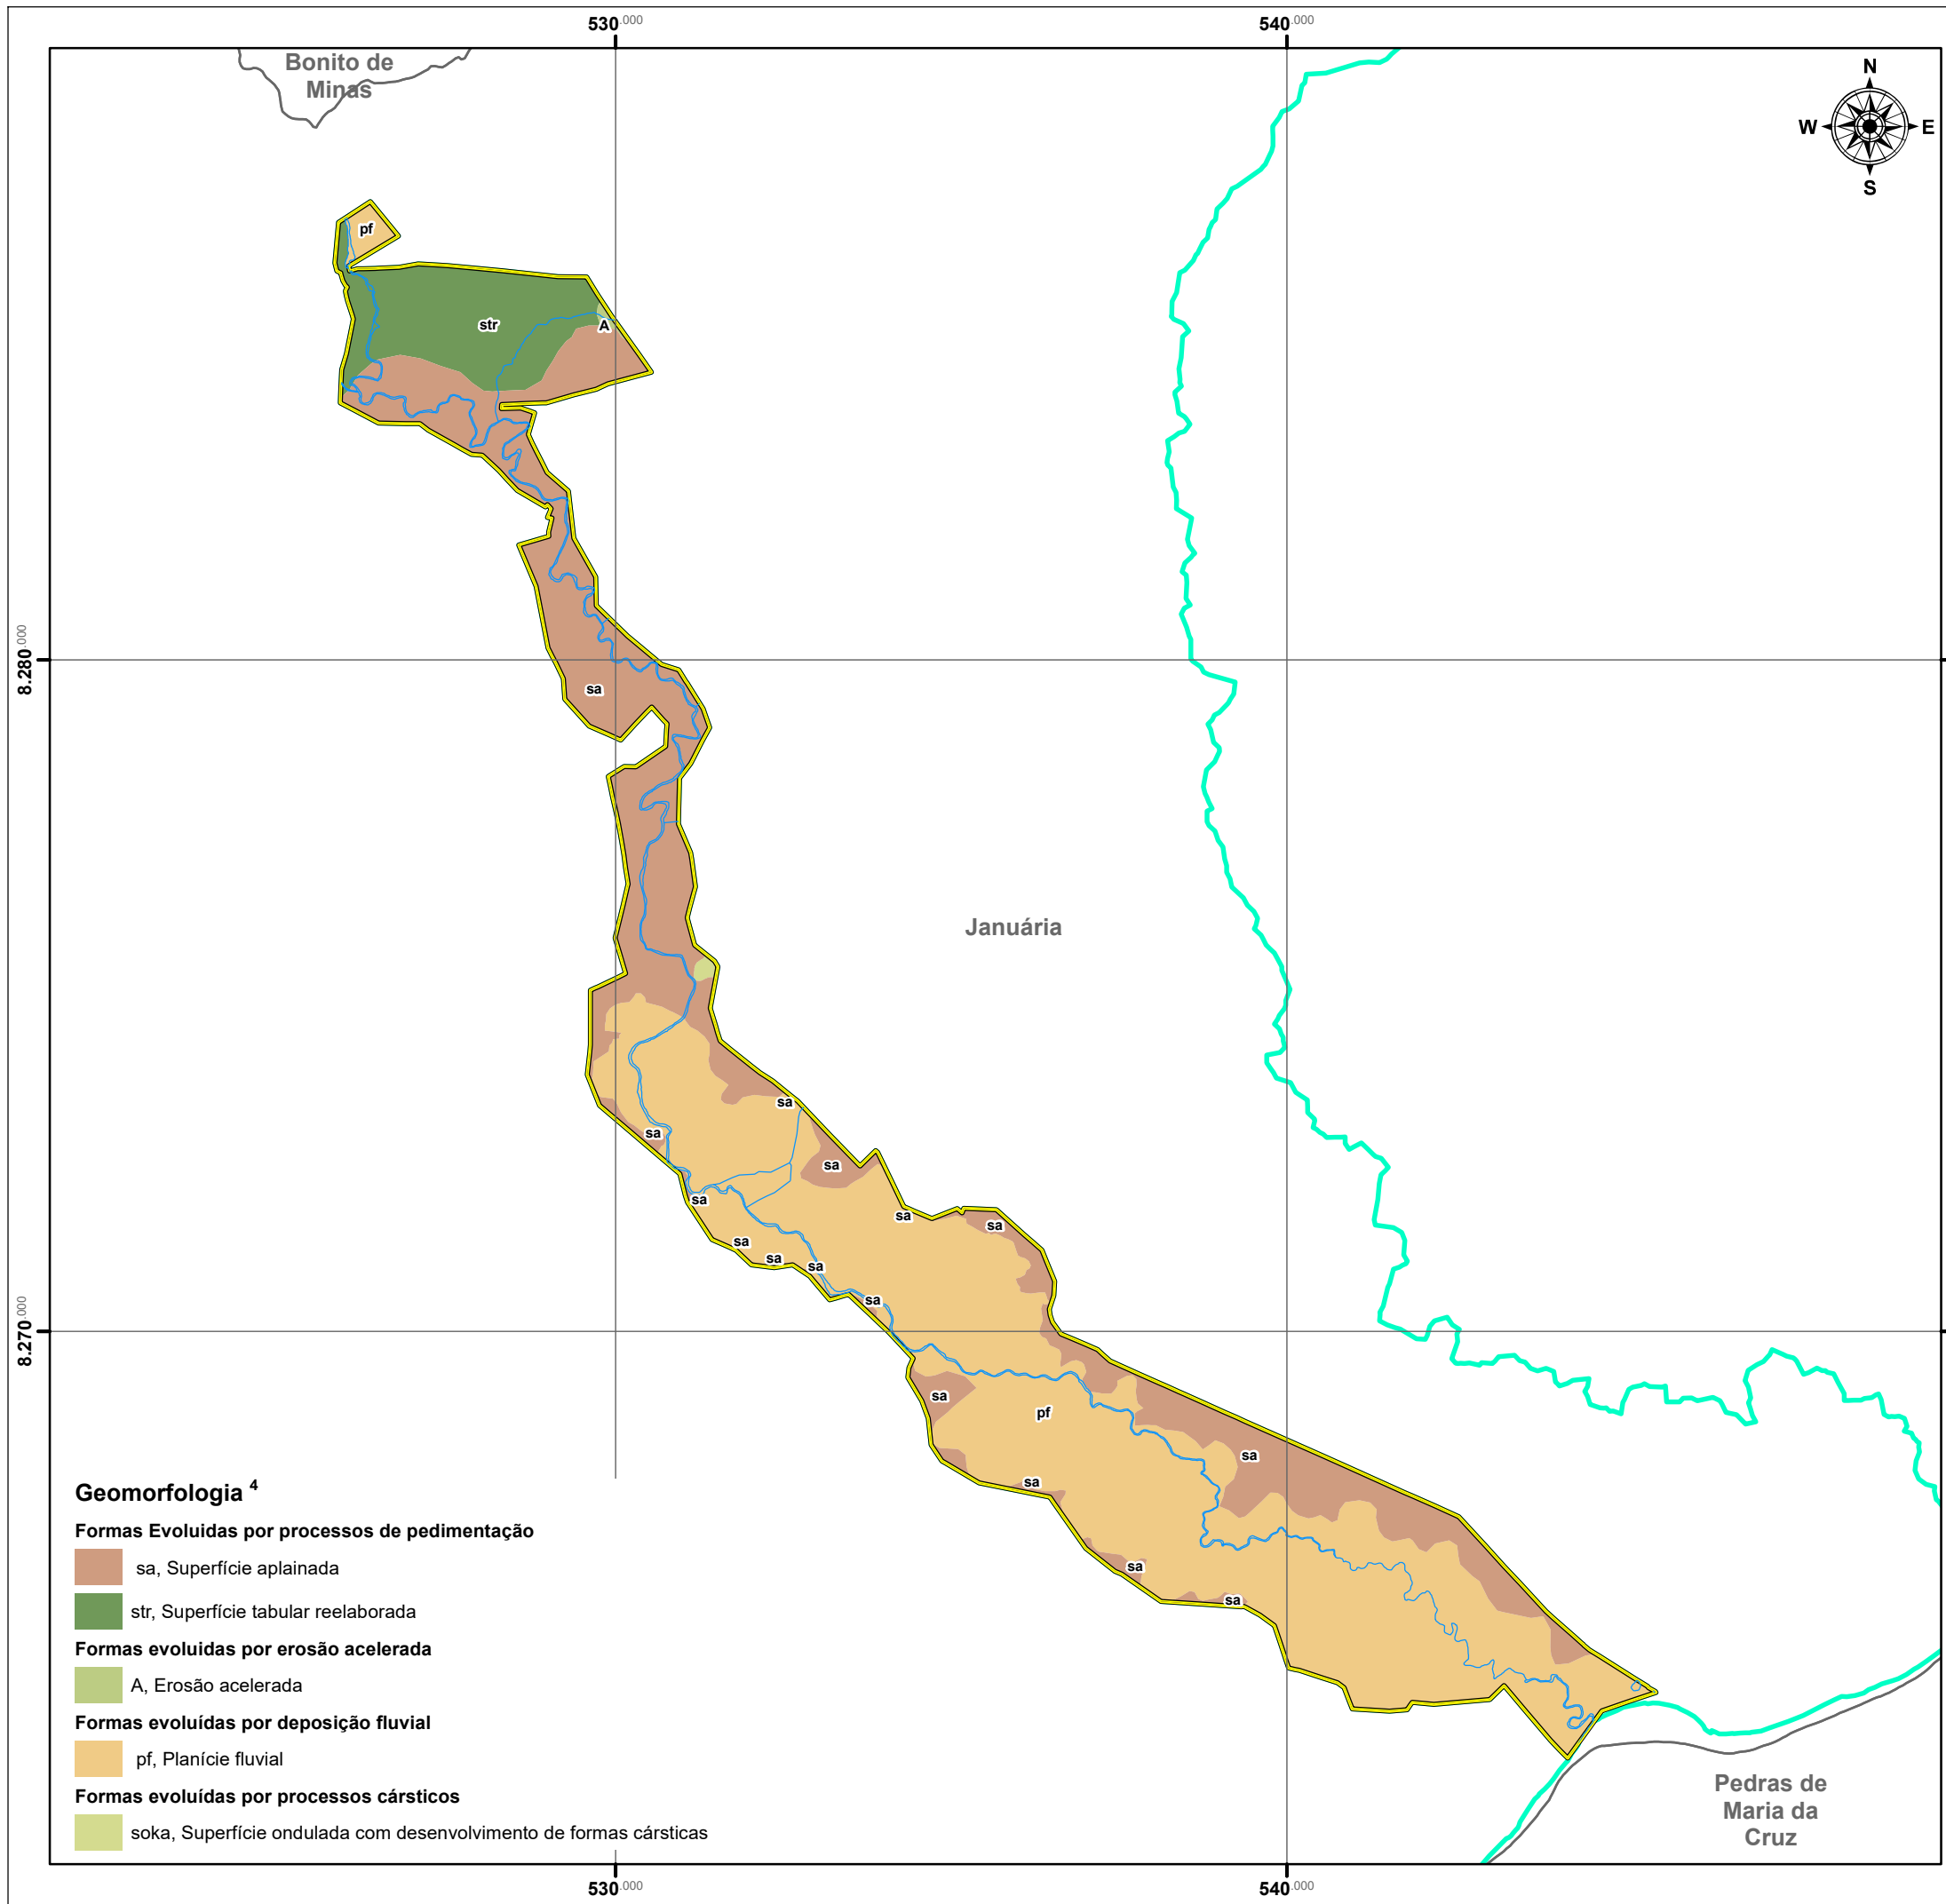 530.000 540.000
Bonito de
Minas
N
W E
S
pf
str
A
8.280.000
sa
Januária
sa
sa
sa
sa
sa
sa
sa
sa
sa
sa
8.270.000
sa
pf
sa
sa
sa
sa
Geomorfologia 4
Formas Evoluidas por processos de pedimentação
sa, Superfície aplainada
str, Superfície tabular reelaborada
Formas evoluidas por erosão acelerada
A, Erosão acelerada
Formas evoluídas por deposição fluvial
pf, Planície fluvial
Formas evoluídas por processos cársticos
soka, Superfície ondulada com desenvolvimento de formas cársticas
Pedras de
Maria da
Cruz
530.000 540.000